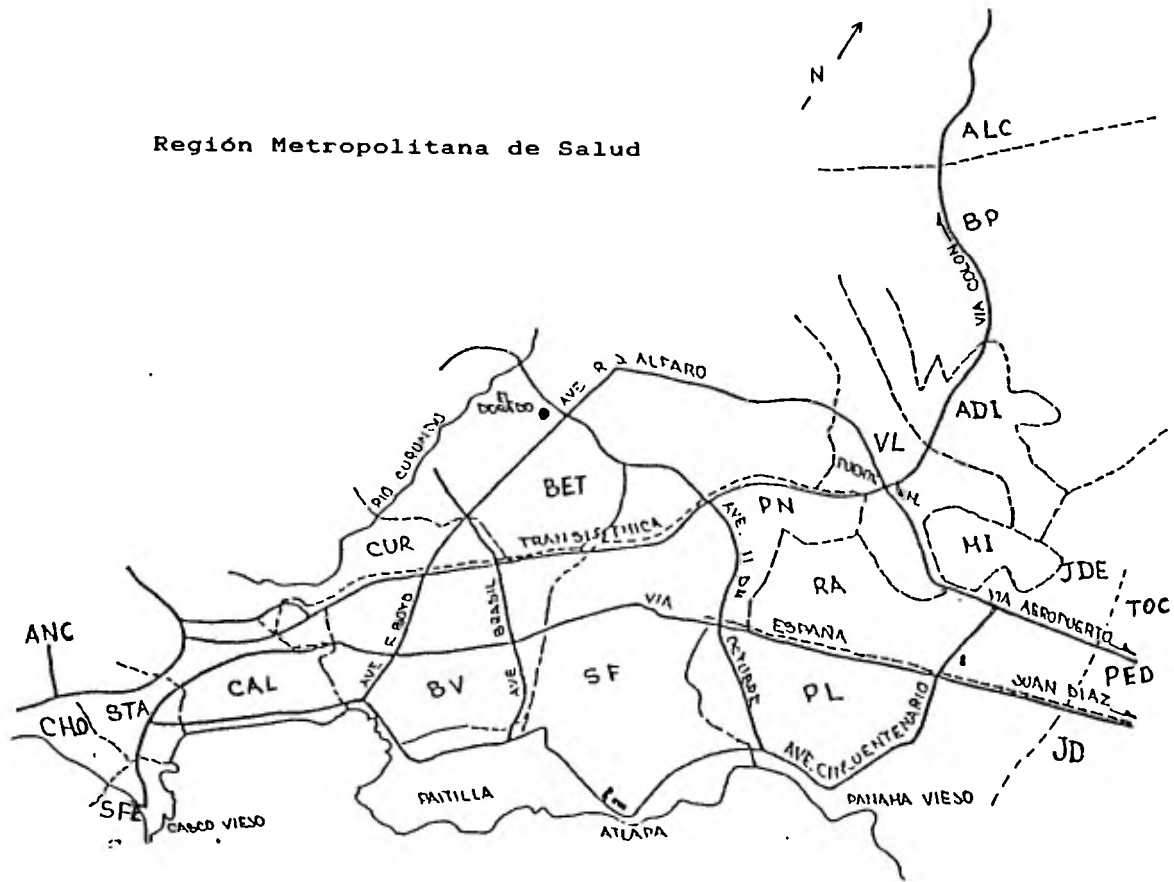 N
Región Metropolitana de Salud
ALC
BP
VIA COLON
AVE R J ALFARO
EL DORADO
RIO CURUNDU
ADI
VL
BET
PN
TRANSISTMICA
CUR
AVE. 11 DE
OCTUBRE
MI
JDE
RA
VIA AEROPUERTO
TOC
ANC
AVE F. BOYD
AVE BRASIL
VIA ESPAÑA
PED
CAL
BV
SF
PL
JUAN DIAZ
STA
CHO
JD
AVE. CINCUENTENARIO
SFE
CASCO VIEJO
PAITILLA
ATLAPA
PANAMA VIEJO